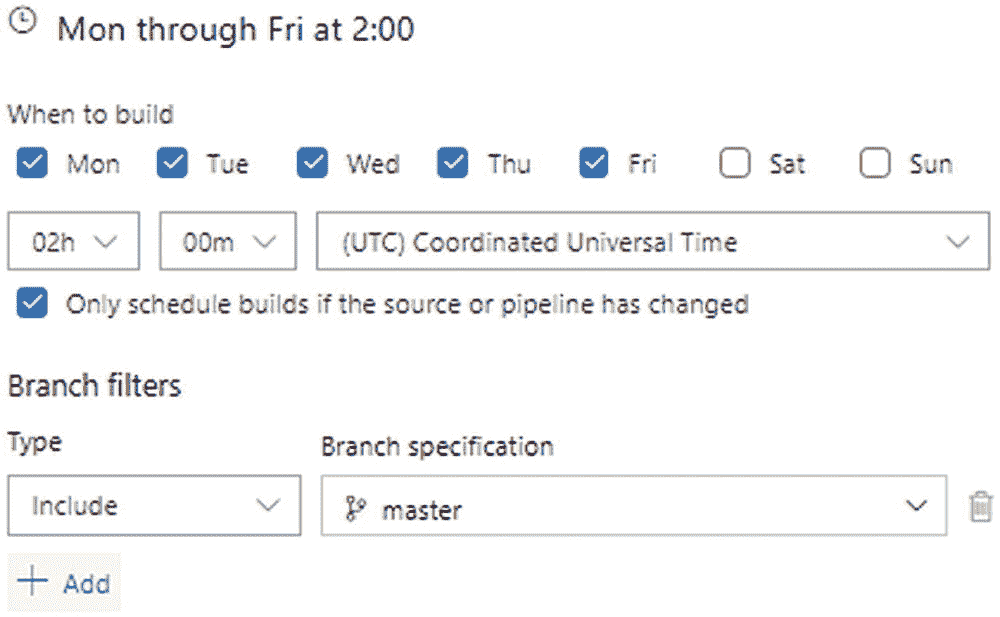 Mon through Fri at 2:00
When to build
Mon Tue Wed Thu Fri Sat Sun
02h 00m (UTC) Coordinated Universal Time
Only schedule builds if the source or pipeline has changed
Branch filters
Type Branch specification
Include master
+ Add